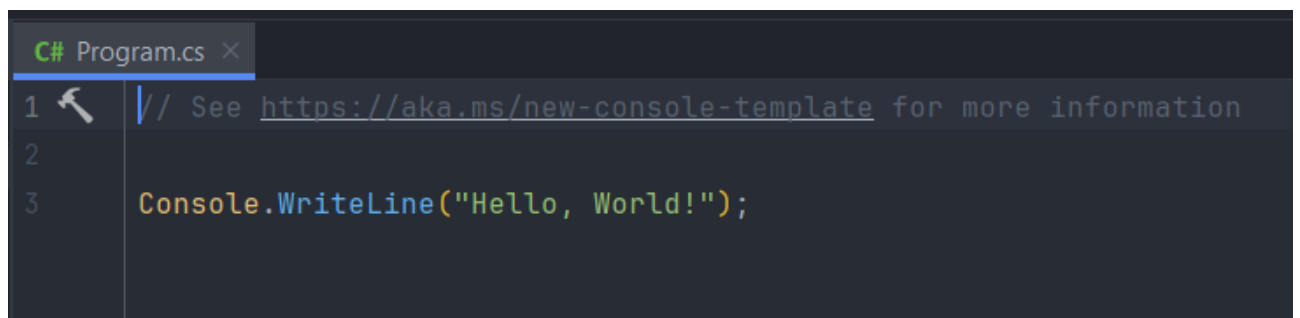 C# Program.cs
1 // See https://aka.ms/new-console-template for more information
2
3 Console.WriteLine("Hello, World!");